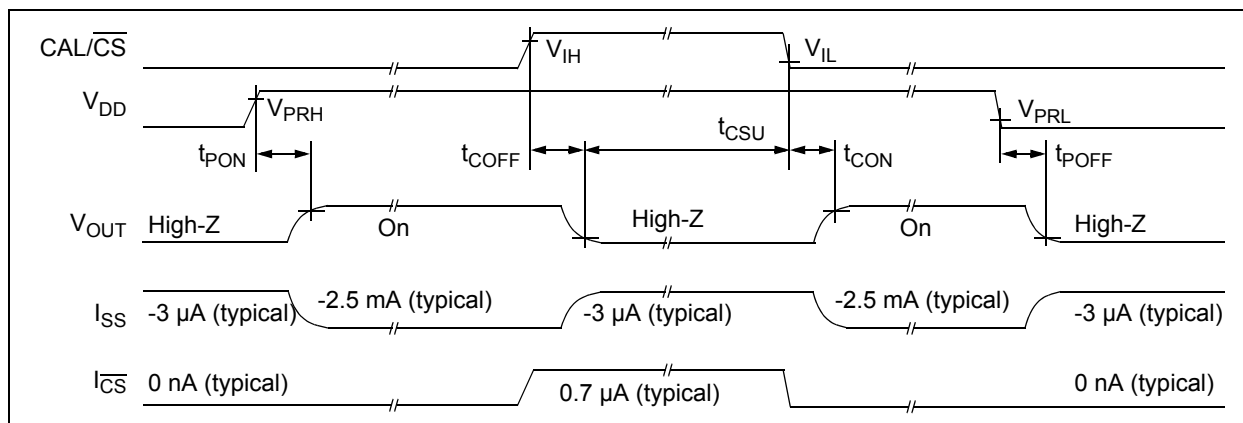 CAL/C̅S̅
V_IH
V_IL
V_DD
V_PRH
V_PRL
t_PON
t_COFF
t_CSU
t_CON
t_POFF
V_OUT
High-Z
On
High-Z
On
High-Z
I_SS
-3 µA (typical)
-2.5 mA (typical)
-3 µA (typical)
-2.5 mA (typical)
-3 µA (typical)
I_C̅S̅
0 nA (typical)
0.7 µA (typical)
0 nA (typical)